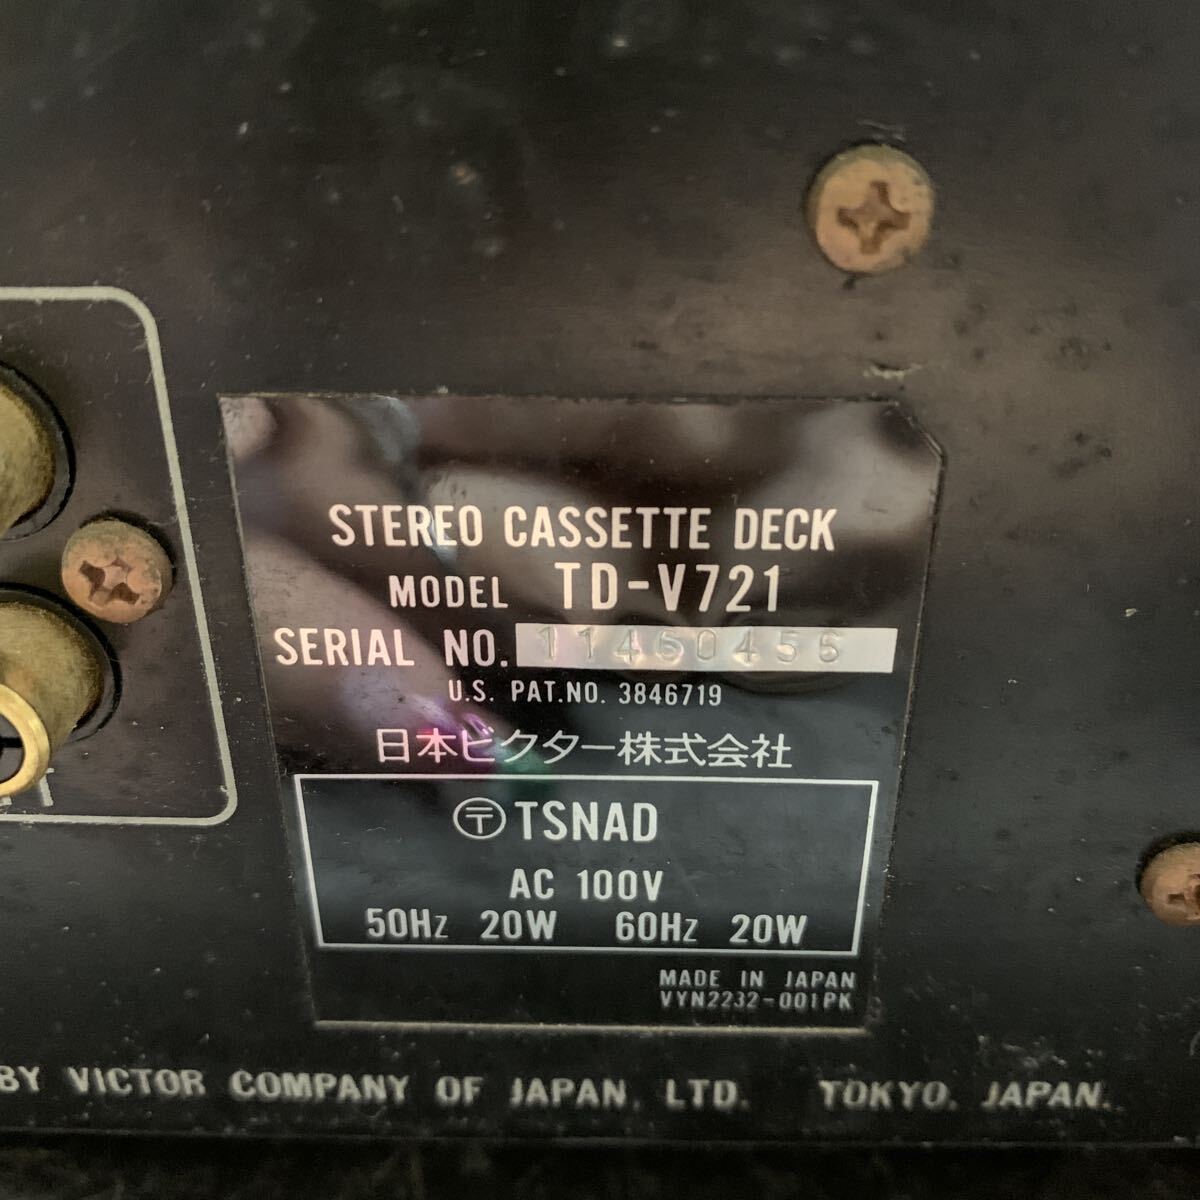 STEREO CASSETTE DECK
MODEL TD-V721
SERIAL NO. 11460456
U.S. PAT.NO. 3846719
日本ビクター株式会社
〶 TSNAD
AC 100V
50Hz 20W 60Hz 20W
MADE IN JAPAN
VYN2232-001PK
BY VICTOR COMPANY OF JAPAN, LTD. TOKYO, JAPAN.